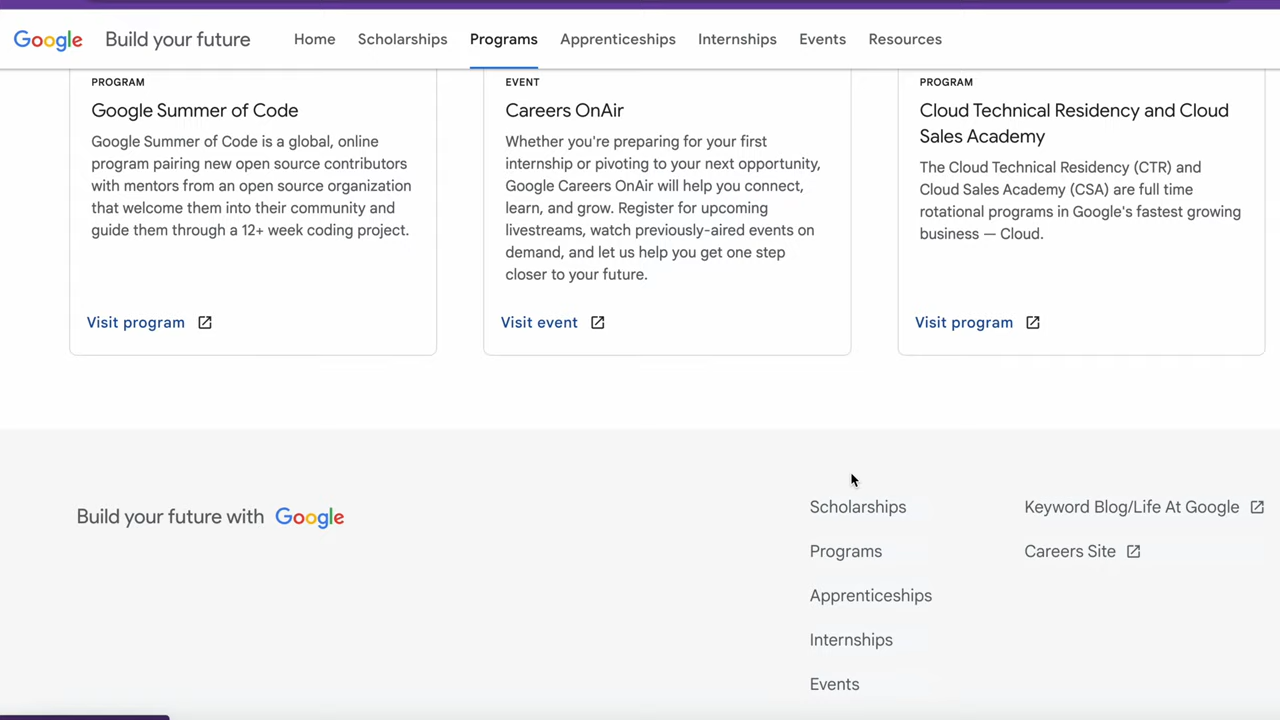 Google Build your future Home Scholarships Programs Apprenticeships Internships Events Resources
PROGRAM
Google Summer of Code
Google Summer of Code is a global, online
program pairing new open source contributors
with mentors from an open source organization
that welcome them into their community and
guide them through a 12+ week coding project.
Visit program
EVENT
Careers OnAir
Whether you're preparing for your first
internship or pivoting to your next opportunity,
Google Careers OnAir will help you connect,
learn, and grow. Register for upcoming
livestreams, watch previously-aired events on
demand, and let us help you get one step
closer to your future.
Visit event
PROGRAM
Cloud Technical Residency and Cloud
Sales Academy
The Cloud Technical Residency (CTR) and
Cloud Sales Academy (CSA) are full time
rotational programs in Google's fastest growing
business — Cloud.
Visit program
Build your future with Google
Scholarships
Programs
Apprenticeships
Internships
Events
Keyword Blog/Life At Google
Careers Site